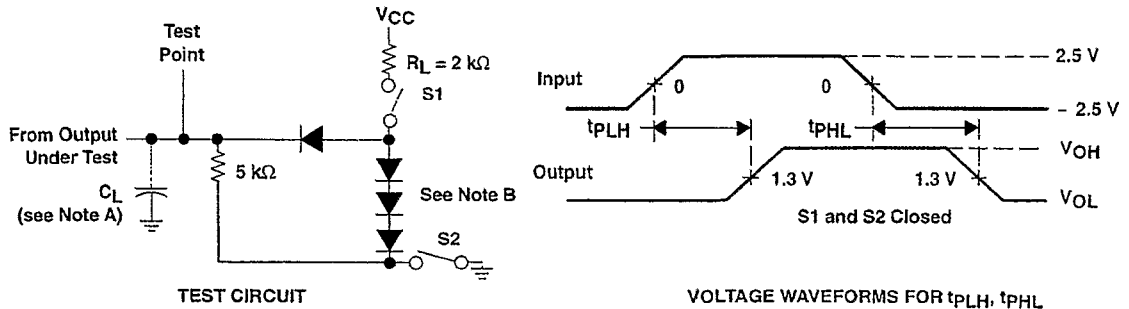 Test
Point
VCC
RL = 2 kΩ
S1
From Output
Under Test
CL
(see Note A)
5 kΩ
See Note B
S2
TEST CIRCUIT
Input
0
0
2.5 V
– 2.5 V
tPLH
tPHL
Output
1.3 V
1.3 V
VOH
VOL
S1 and S2 Closed
VOLTAGE WAVEFORMS FOR tPLH, tPHL